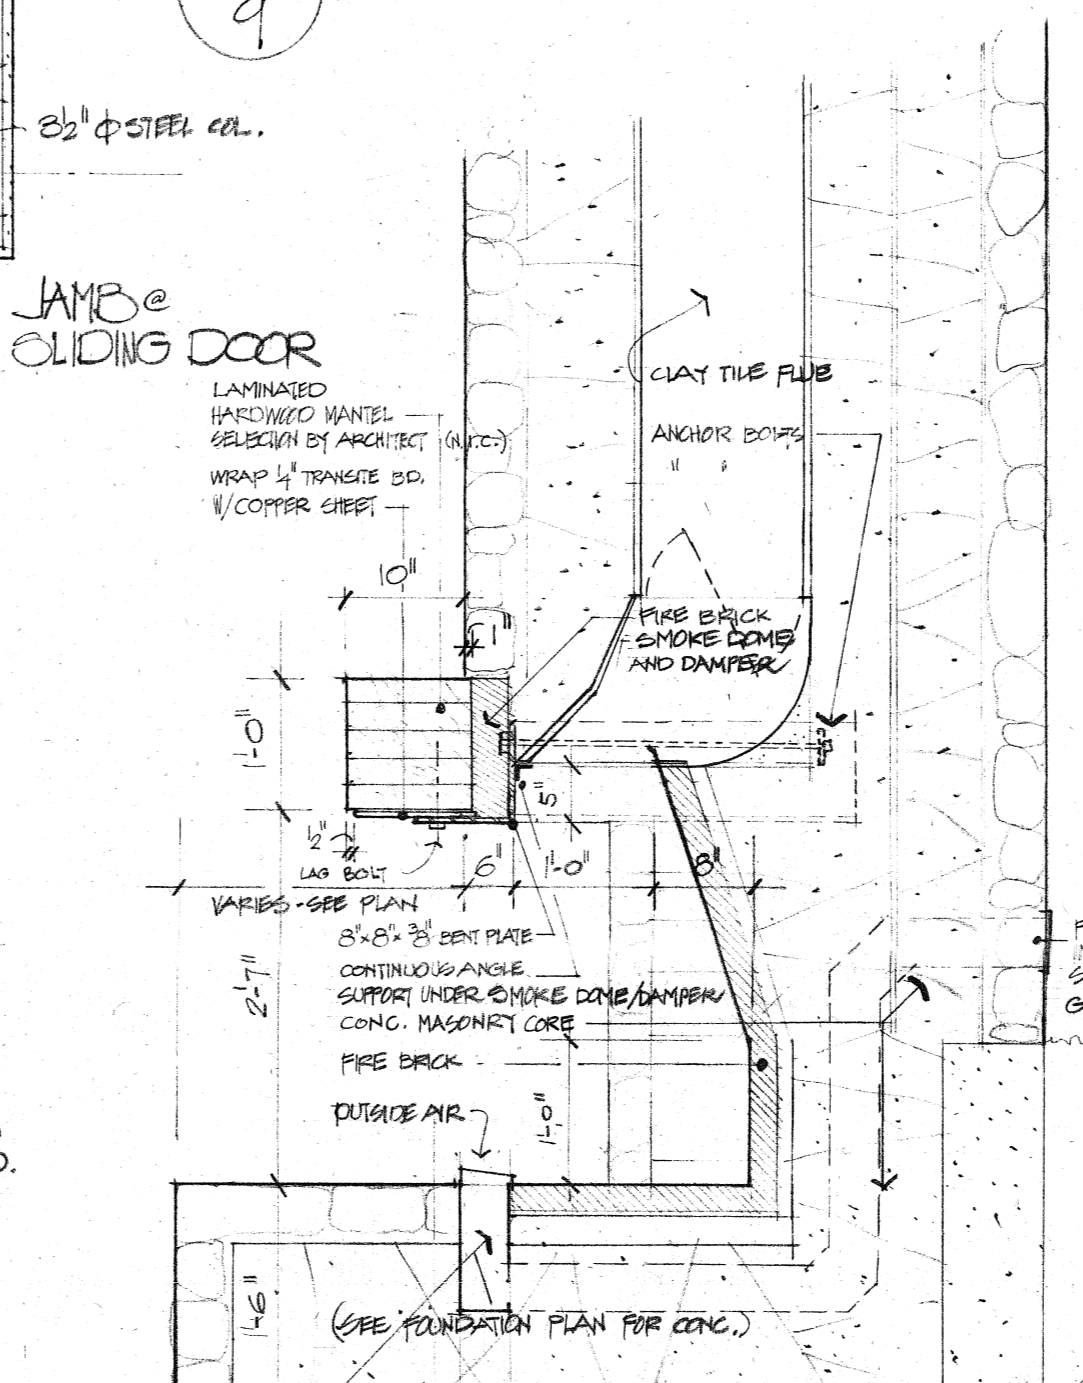 9
3½" Φ STEEL COL.
JAMB @
SLIDING DOOR
LAMINATED
HARDWOOD MANTEL
SELECTION BY ARCHITECT (N.I.C.)
WRAP ¼" TRANSITE BD.
W/COPPER SHEET
CLAY TILE FLUE
ANCHOR BOLTS
" "
10"
1"
FIRE BRICK
SMOKE DOME
AND DAMPER
1'-0"
5"
½"
LAG BOLT
6"
1'-0"
8"
VARIES - SEE PLAN
8"x8"x⅜" BENT PLATE
CONTINUOUS ANGLE
SUPPORT UNDER SMOKE DOME/DAMPER
CONC. MASONRY CORE
2'-7"
FIRE BRICK
1'-0"
OUTSIDE AIR
1'-6"
(SEE FOUNDATION PLAN FOR CONC.)
F
S
G
D.